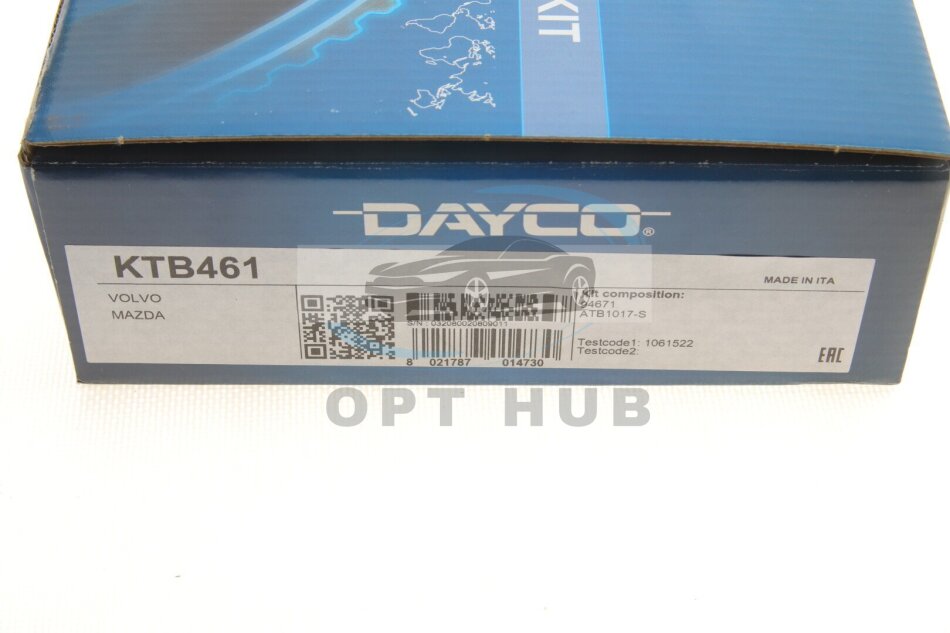 KIT
DAYCO®
KTB461
MADE IN ITA
VOLVO
MAZDA
Kit composition:
94671
ATB1017-S
S/N : 032080020809011
Testcode1: 1061522
Testcode2:
8 021787 014730
EAC
OPT HUB